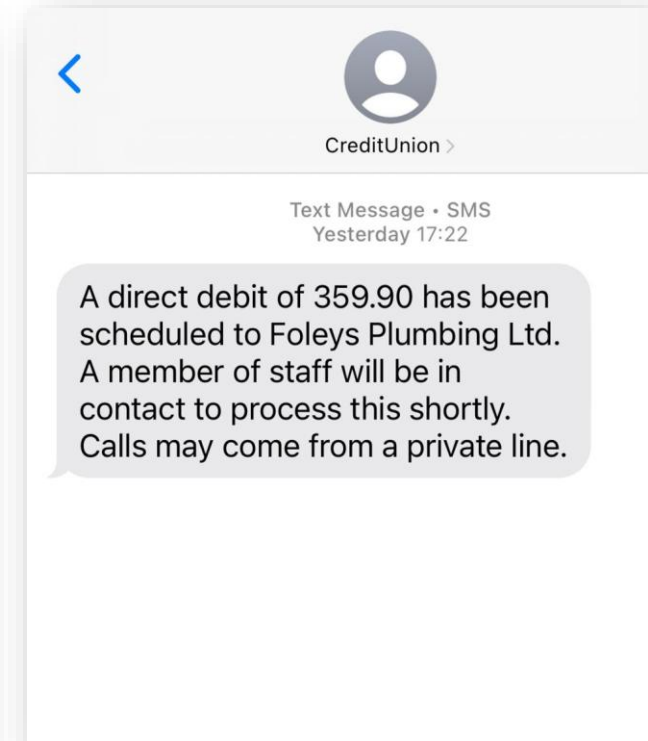 CreditUnion >
Text Message • SMS
Yesterday 17:22
A direct debit of 359.90 has been
scheduled to Foleys Plumbing Ltd.
A member of staff will be in
contact to process this shortly.
Calls may come from a private line.